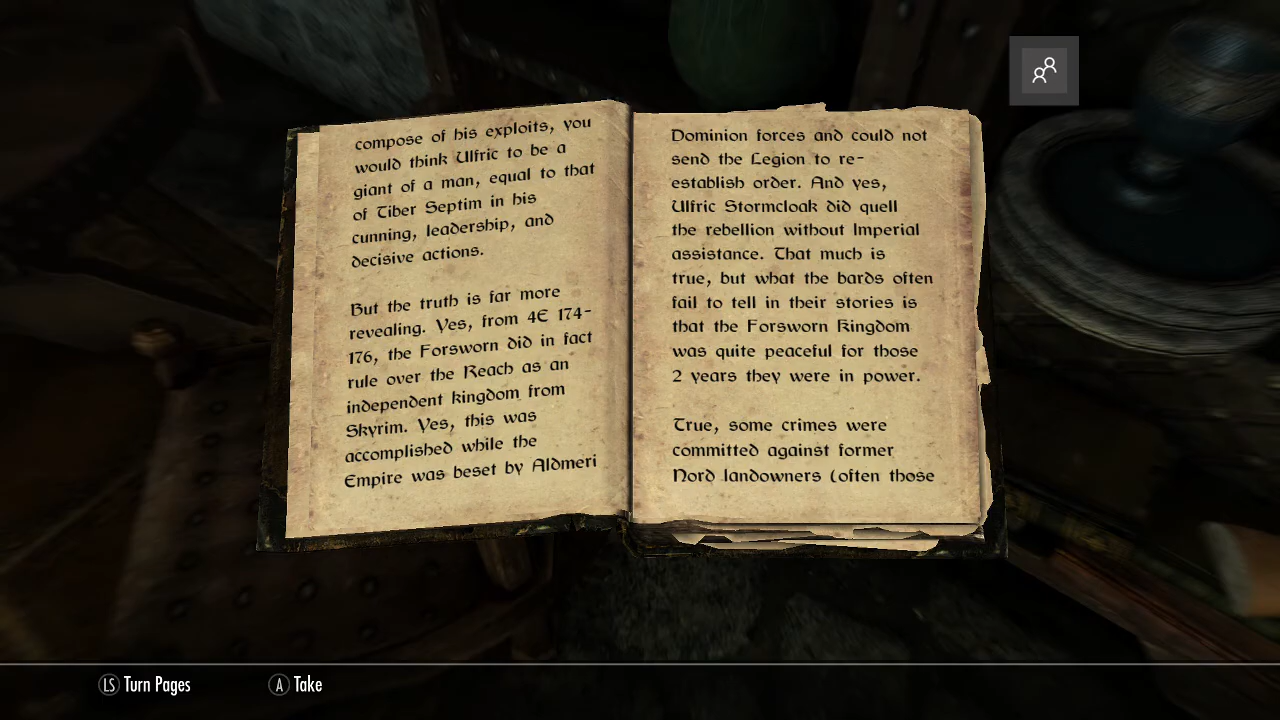 compose of his exploits, you
would think Ulfric to be a
giant of a man, equal to that
of Tiber Septim in his
cunning, leadership, and
decisive actions.
But the truth is far more
revealing. Yes, from 4E 174-
176, the Forsworn did in fact
rule over the Reach as an
independent kingdom from
Skyrim. Yes, this was
accomplished while the
Empire was beset by Aldmeri
Dominion forces and could not
send the Legion to re-
establish order. And yes,
Ulfric Stormcloak did quell
the rebellion without Imperial
assistance. That much is
true, but what the bards often
fail to tell in their stories is
that the Forsworn Kingdom
was quite peaceful for those
2 years they were in power.
True, some crimes were
committed against former
Nord landowners (often those
LS Turn Pages
A Take